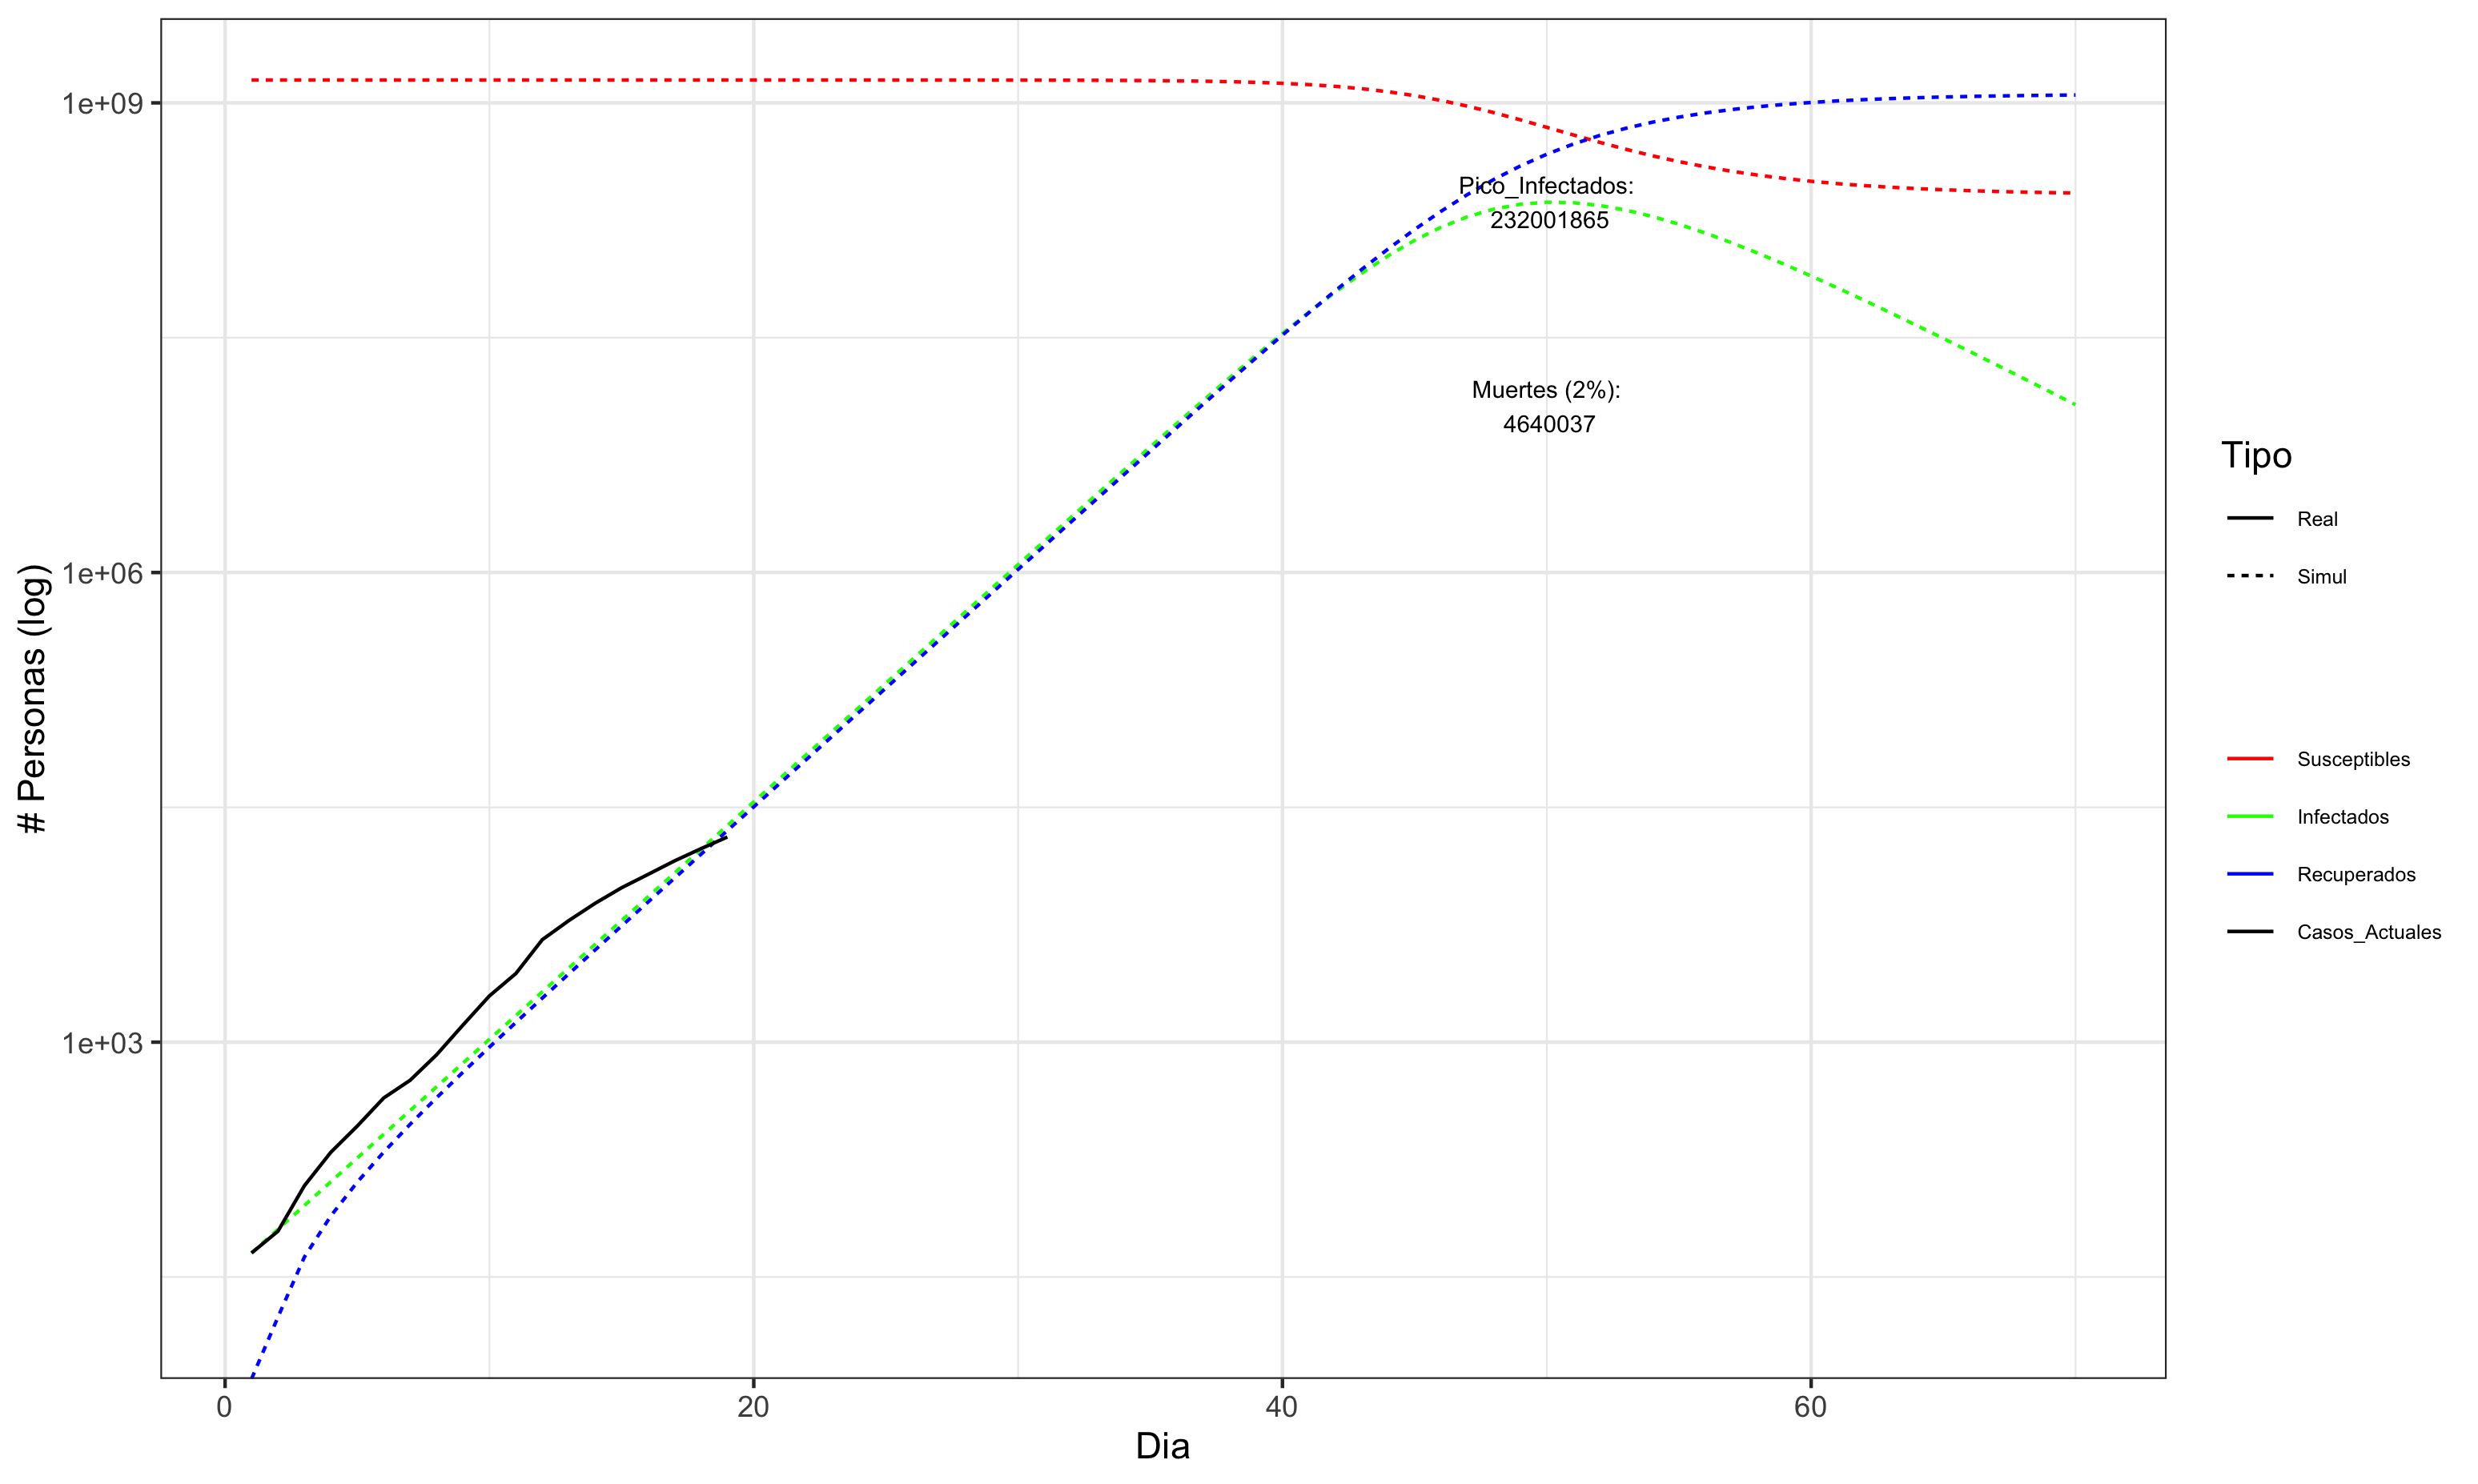 1e+09
1e+06
1e+03
# Personas (log)
Pico_Infectados:
232001865
Muertes (2%):
4640037
0
20
40
60
Dia
Tipo
Real
Simul
Susceptibles
Infectados
Recuperados
Casos_Actuales